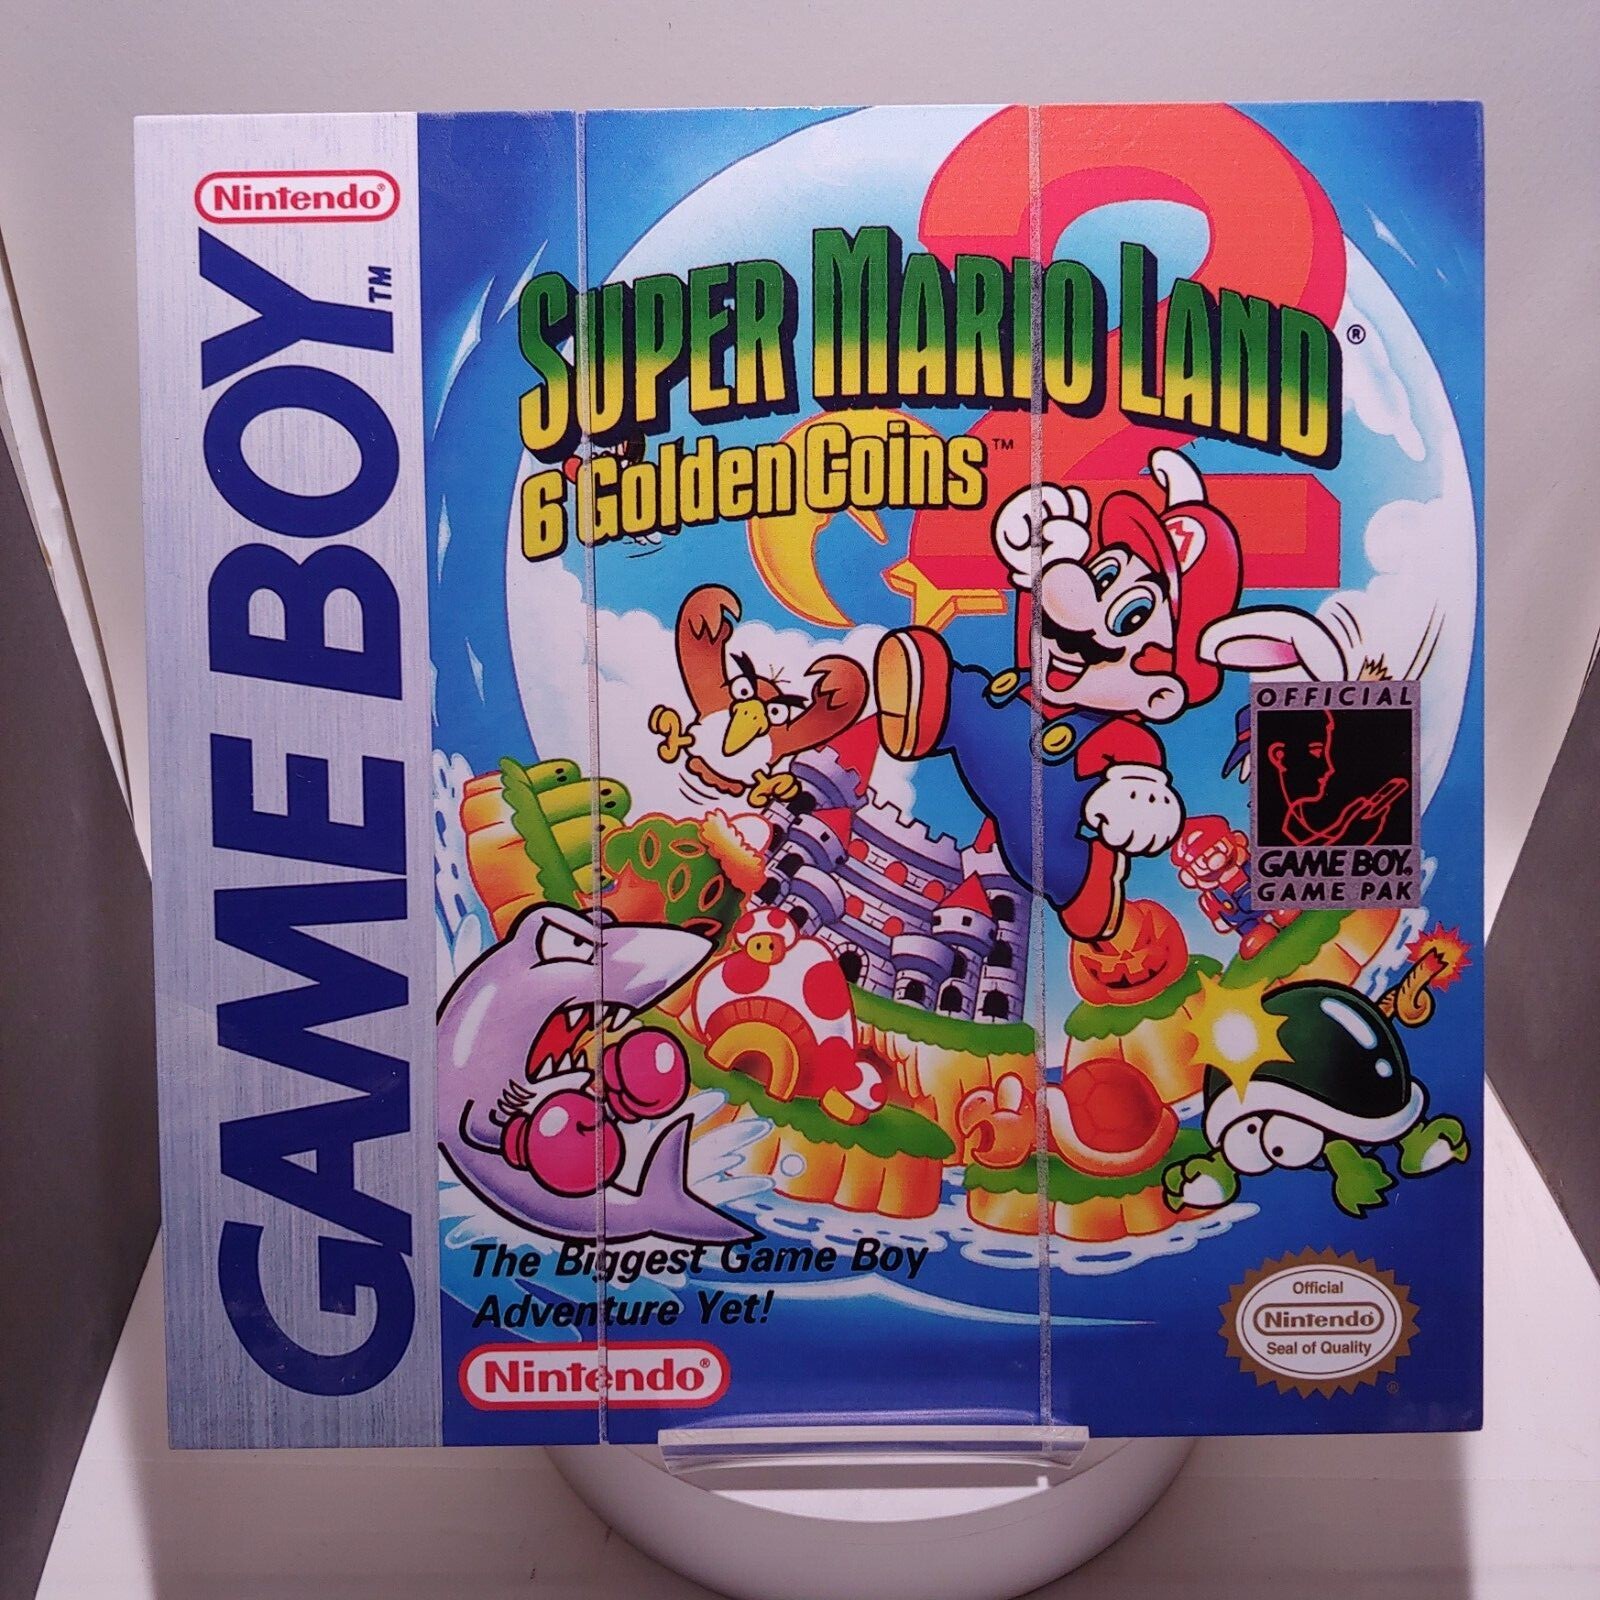 Nintendo®
GAME BOY™
2
SUPER MARIO LAND®
6 Golden Coins™
M
OFFICIAL
GAME BOY®
GAME PAK
The Biggest Game Boy
Adventure Yet!
Nintendo®
Official
Nintendo®
Seal of Quality
®